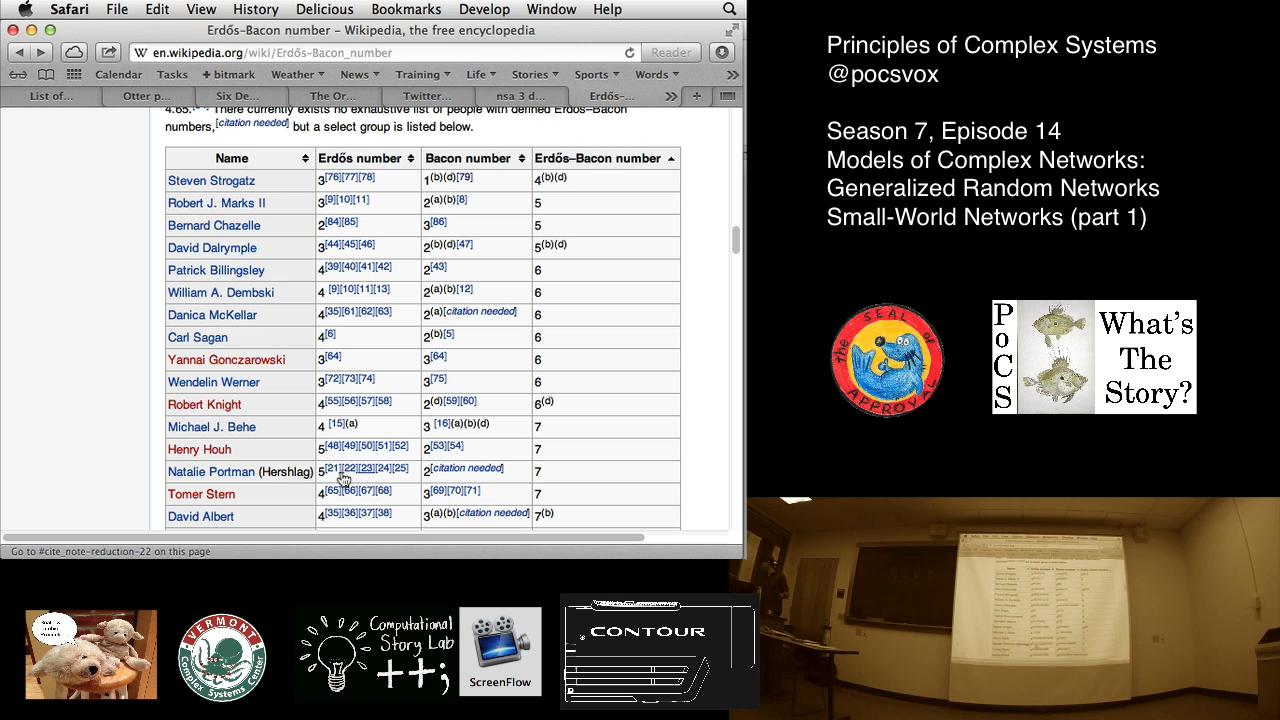 Safari File Edit View History Delicious Bookmarks Develop Window Help
Erdős-Bacon number – Wikipedia, the free encyclopedia
W en.wikipedia.org/wiki/Erdős-Bacon_number Reader
Calendar Tasks + bitmark Weather News Training Life Stories Sports Words »
List of... Otter p... Six De... The Or... Twitter... nsa 3 d... Erdős–... » +
There currently exists no exhaustive list of people with defined Erdős–Bacon
numbers,[citation needed] but a select group is listed below.
Name Erdős number Bacon number Erdős–Bacon number
Steven Strogatz 3[76][77][78] 1(b)(d)[79] 4(b)(d)
Robert J. Marks II 3[9][10][11] 2(a)(b)[8] 5
Bernard Chazelle 2[84][85] 3[86] 5
David Dalrymple 3[44][45][46] 2(b)(d)[47] 5(b)(d)
Patrick Billingsley 4[39][40][41][42] 2[43] 6
William A. Dembski 4 [9][10][11][13] 2(a)(b)[12] 6
Danica McKellar 4[35][61][62][63] 2(a)[citation needed] 6
Carl Sagan 4[6] 2(b)[5] 6
Yannai Gonczarowski 3[64] 3[64] 6
Wendelin Werner 3[72][73][74] 3[75] 6
Robert Knight 4[55][56][57][58] 2(d)[59][60] 6(d)
Michael J. Behe 4 [15](a) 3 [16](a)(b)(d) 7
Henry Houh 5[48][49][50][51][52] 2[53][54] 7
Natalie Portman (Hershlag) 5[21][22][23][24][25] 2[citation needed] 7
Tomer Stern 4[65][66][67][68] 3[69][70][71] 7
David Albert 4[35][36][37][38] 3(a)(b)[citation needed] 7(b)
Go to #cite_note-reduction-22 on this page
Principles of Complex Systems
@pocsvox
Season 7, Episode 14
Models of Complex Networks:
Generalized Random Networks
Small-World Networks (part 1)
the SEAL of APPROVAL
PoCS
What's
The
Story?
VERMONT
Complex Systems Center
Computational
Story Lab
++;
ScreenFlow
CONTOUR